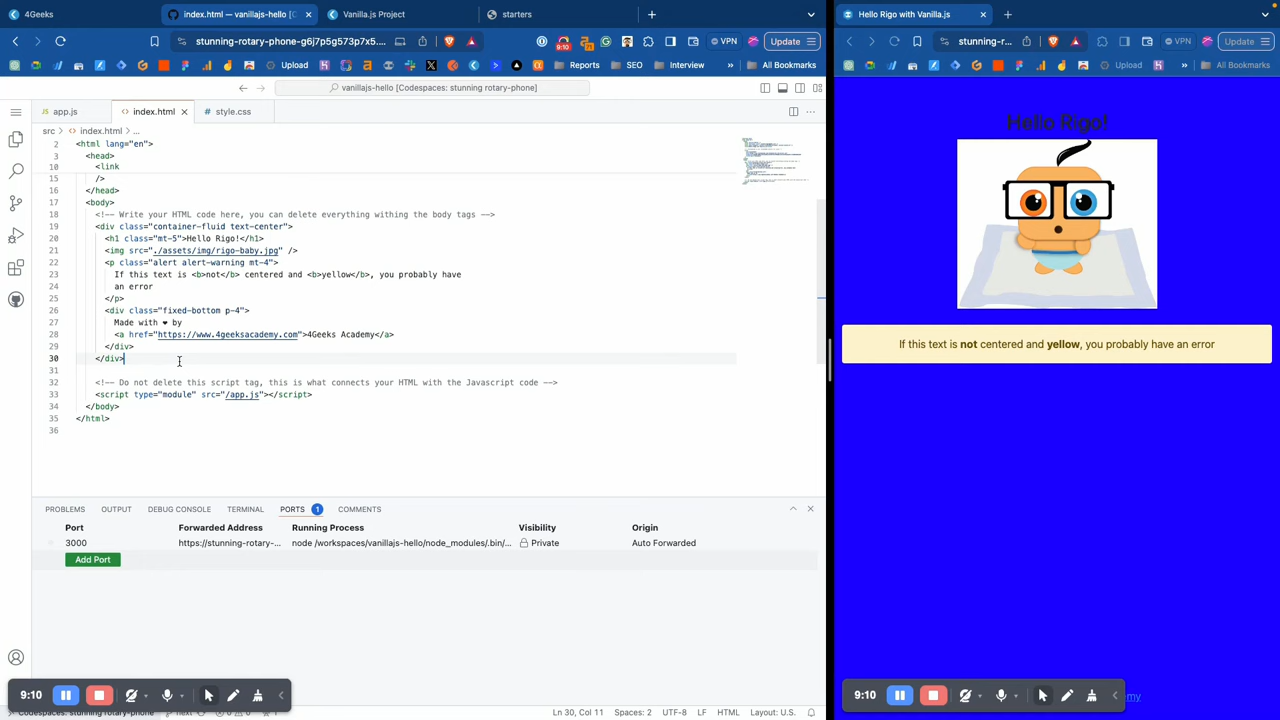 4Geeks
index.html — vanillajs-hello [C
Vanilla.js Project
starters
Hello Rigo with Vanilla.js
stunning-rotary-phone-g6j7p5g573p7x5....
9:10
VPN
Update
stunning-r...
VPN
Update
Upload
Reports
SEO
Interview
All Bookmarks
Upload
All Bookmarks
vanillajs-hello [Codespaces: stunning rotary-phone]
JS app.js
<> index.html
# style.css
src > <> index.html > ...
2 <html lang="en">
3 <head>
10 <link
15 />
16 </head>
17 <body>
18 <!-- Write your HTML code here, you can delete everything withing the body tags -->
19 <div class="container-fluid text-center">
20 <h1 class="mt-5">Hello Rigo!</h1>
21 <img src="./assets/img/rigo-baby.jpg" />
22 <p class="alert alert-warning mt-4">
23 If this text is <b>not</b> centered and <b>yellow</b>, you probably have
24 an error
25 </p>
26 <div class="fixed-bottom p-4">
27 Made with ❤ by
28 <a href="https://www.4geeksacademy.com">4Geeks Academy</a>
29 </div>
30 </div>
31
32 <!-- Do not delete this script tag, this is what connects your HTML with the Javascript code -->
33 <script type="module" src="/app.js"></script>
34 </body>
35 </html>
36
Hello Rigo!
If this text is not centered and yellow, you probably have an error
PROBLEMS
OUTPUT
DEBUG CONSOLE
TERMINAL
PORTS 1
COMMENTS
Port Forwarded Address Running Process Visibility Origin
3000 https://stunning-rotary-... node /workspaces/vanillajs-hello/node_modules/.bin/... Private Auto Forwarded
Add Port
9:10
9:10
Codespaces: stunning rotary-phone
Ln 30, Col 11 Spaces: 2 UTF-8 LF HTML Layout: U.S.